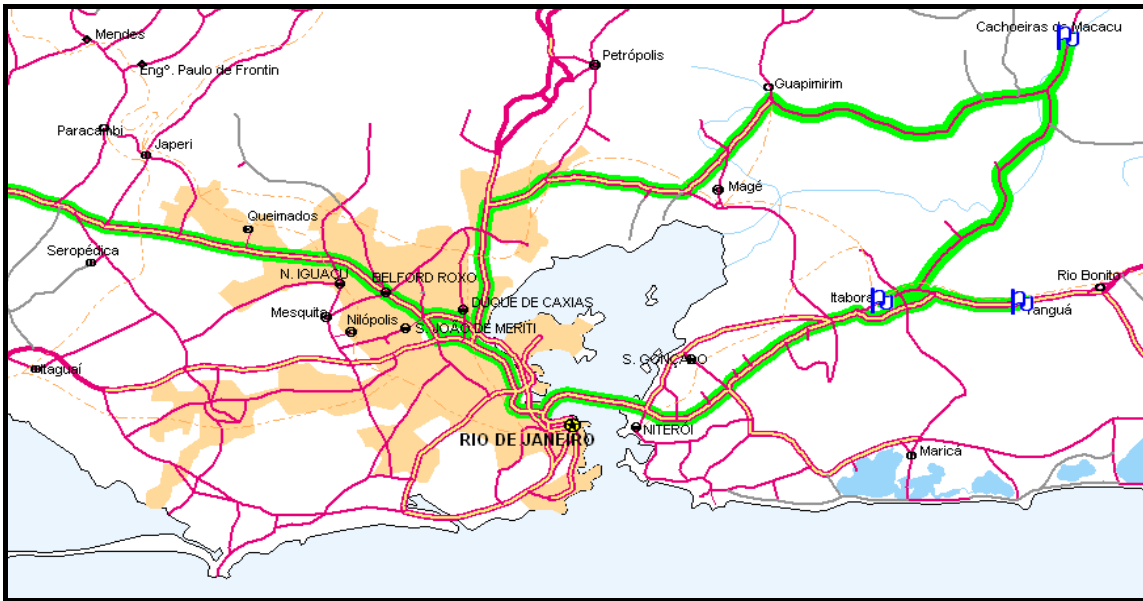 Cachoeiras de Macacu
Mendes
Petrópolis
Engº. Paulo de Frontin
Guapimirim
Paracambi
Japeri
Magé
Queimados
Seropédica
N. IGUAÇU
BELFORD ROXO
Rio Bonito
Itaboraí
Tanguá
DUQUE DE CAXIAS
Mesquita
Nilópolis
S. JOÃO DE MERITI
S. GONÇALO
Itaguaí
NITERÓI
RIO DE JANEIRO
Maricá